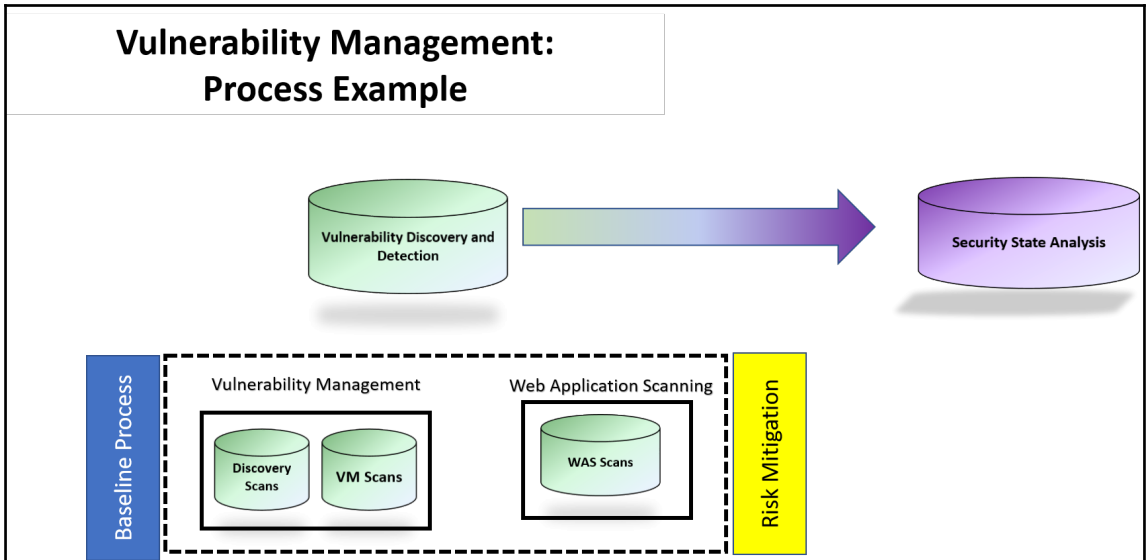 Vulnerability Management:
Process Example
Vulnerability Discovery and
Detection
Security State Analysis
Baseline Process
Vulnerability Management
Web Application Scanning
Discovery
Scans
VM Scans
WAS Scans
Risk Mitigation